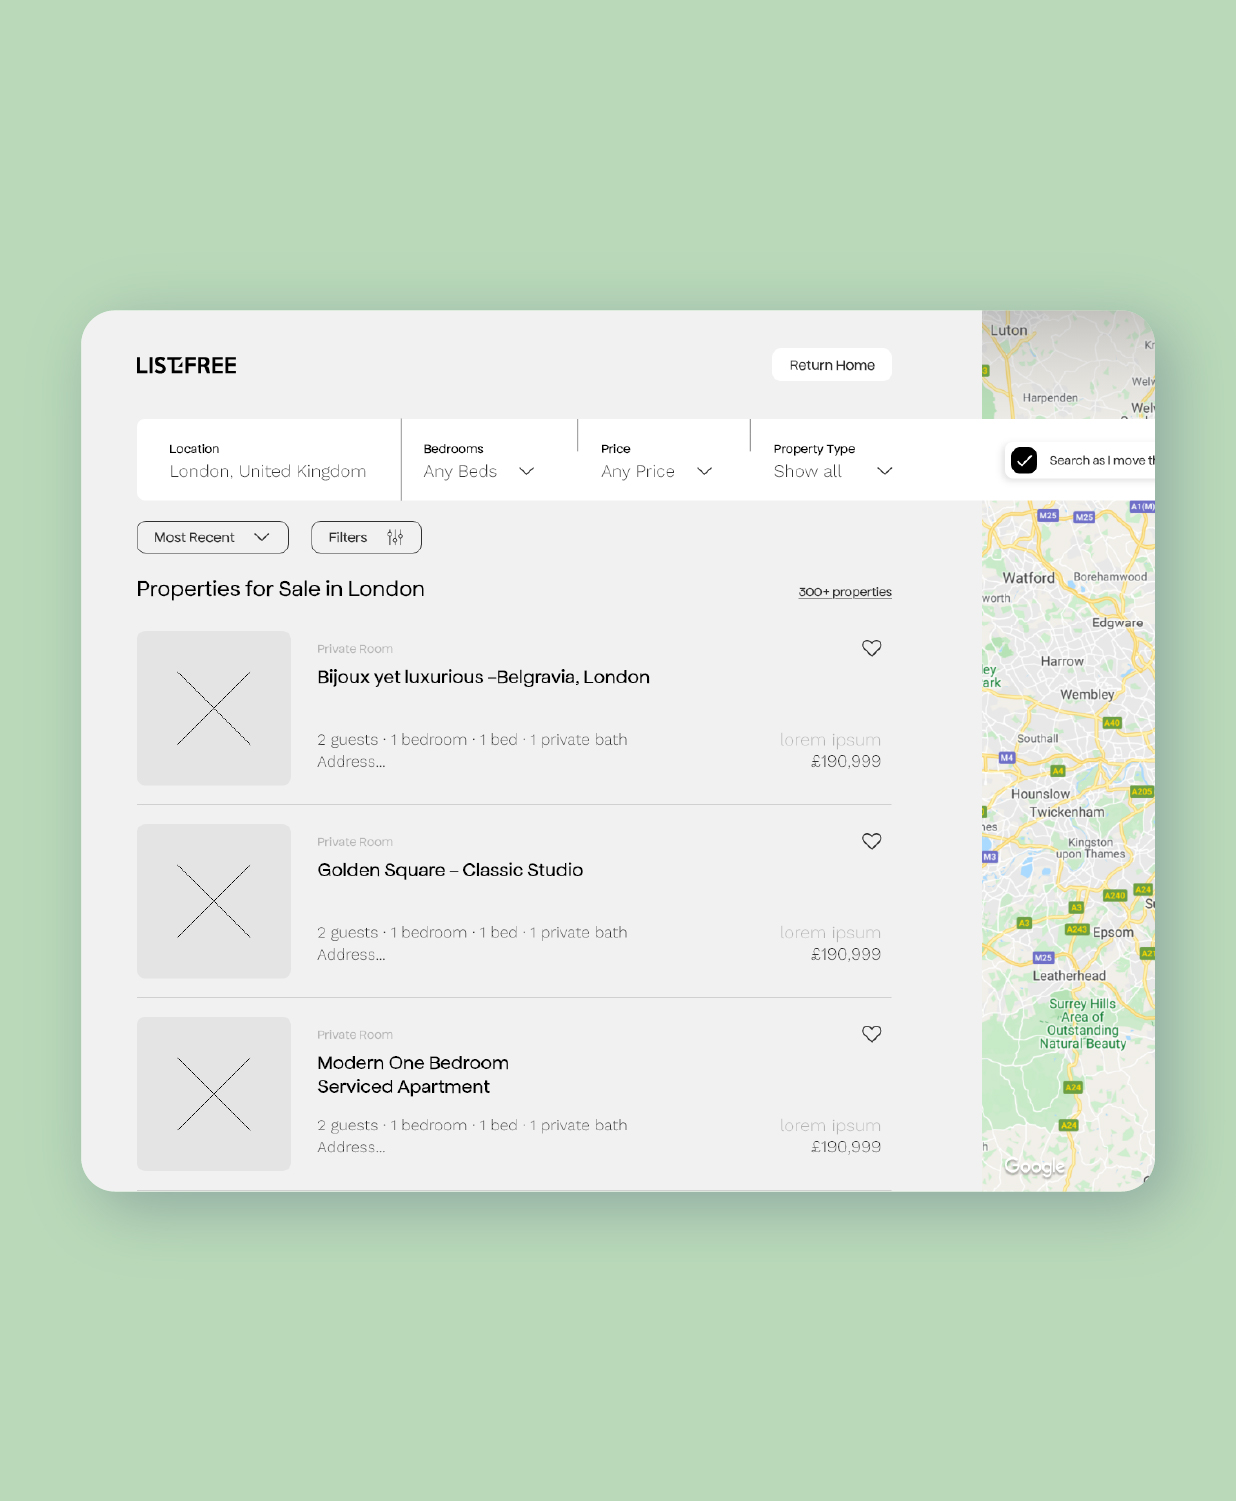 LISTFREE
Return Home
Location
London, United Kingdom
Bedrooms
Any Beds
Price
Any Price
Property Type
Show all
Search as I move
Most Recent
Filters
Properties for Sale in London
300+ properties
Private Room
Bijoux yet luxurious –Belgravia, London
2 guests · 1 bedroom · 1 bed · 1 private bath
Address...
lorem ipsum
£190,999
Private Room
Golden Square – Classic Studio
2 guests · 1 bedroom · 1 bed · 1 private bath
Address...
lorem ipsum
£190,999
Private Room
Modern One Bedroom
Serviced Apartment
2 guests · 1 bedroom · 1 bed · 1 private bath
Address...
lorem ipsum
£190,999
Luton
Harpenden
A1(M)
M25
M25
Watford
Borehamwood
Edgware
Harrow
Wembley
A40
Southall
M4
A4
Hounslow
A205
Twickenham
Kingston
upon Thames
M3
A24
A240
A3
A3
A243
Epsom
M25
Leatherhead
Surrey Hills
Area of
Outstanding
Natural Beauty
A24
A24
Google